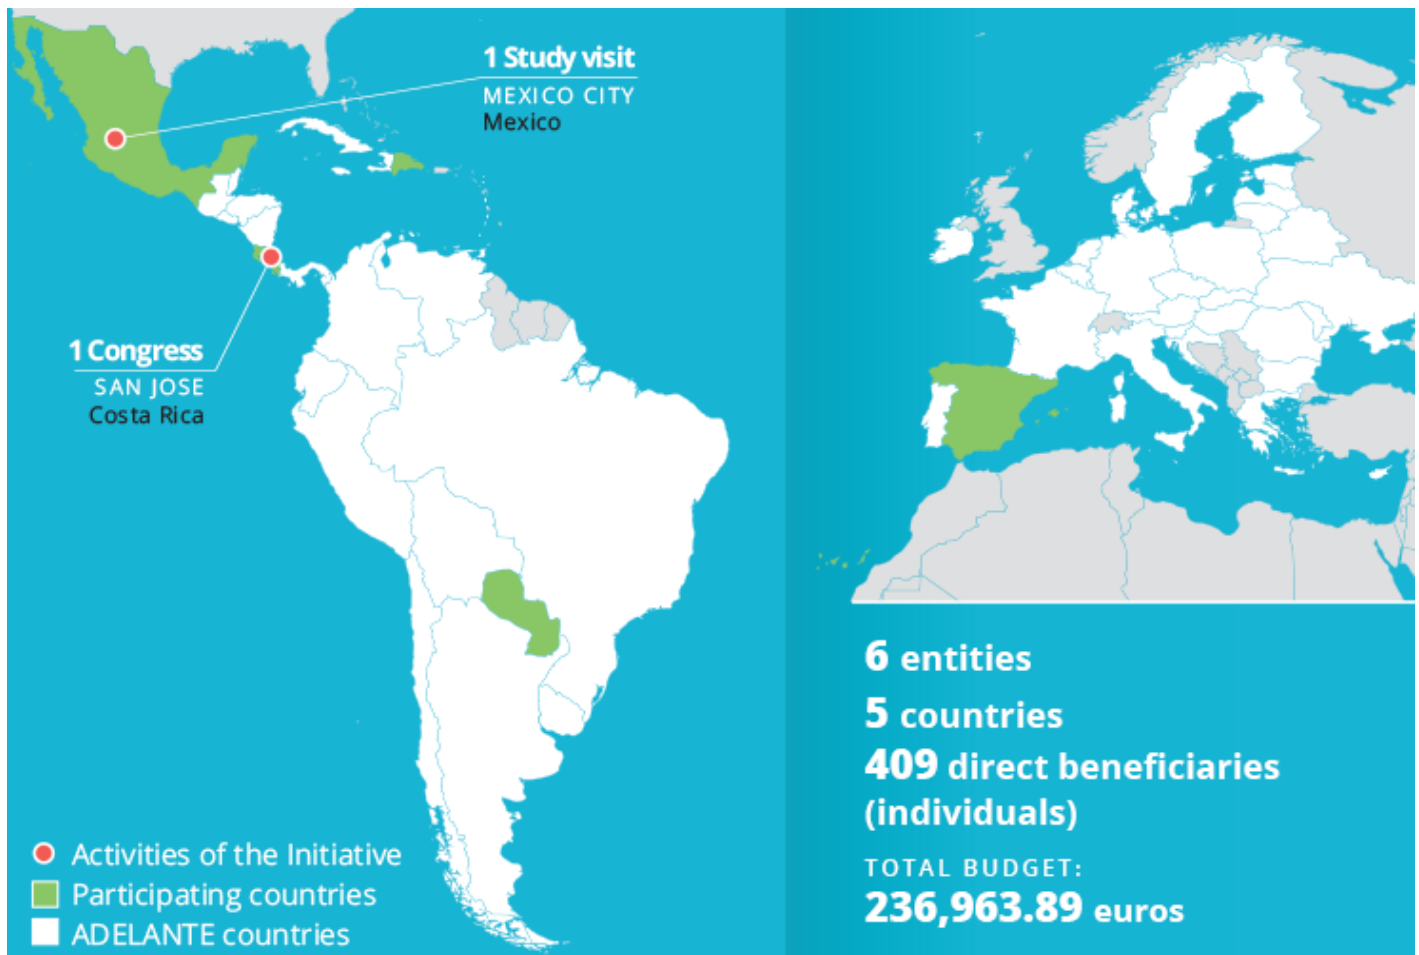 1 Study visit
MEXICO CITY
Mexico
1 Congress
SAN JOSE
Costa Rica
Activities of the Initiative
Participating countries
ADELANTE countries
6 entities
5 countries
409 direct beneficiaries
(individuals)
TOTAL BUDGET:
236,963.89 euros